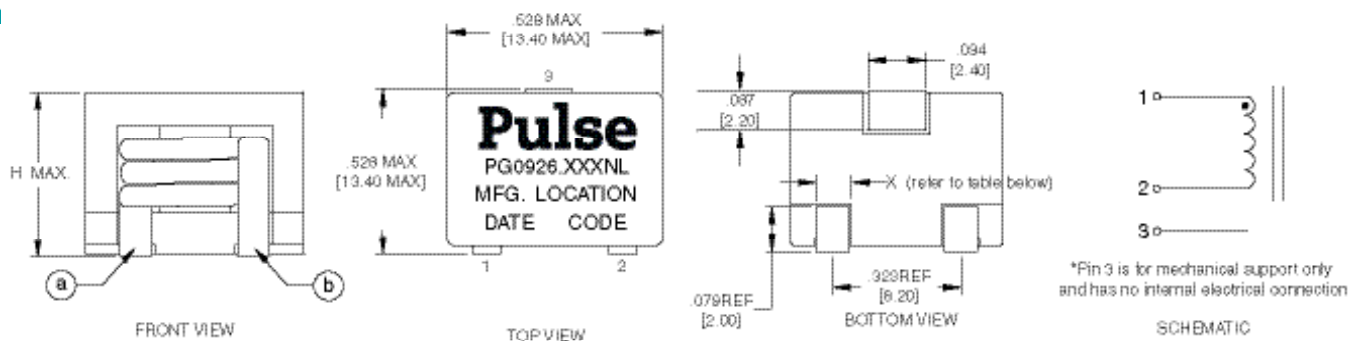 H MAX.
a
b
FRONT VIEW
.528 MAX
[13.40 MAX]
.528 MAX
[13.40 MAX]
3
Pulse
PG0926.XXXNL
MFG. LOCATION
DATE CODE
1
2
TOP VIEW
.094
[2.40]
.087
[2.20]
X (refer to table below)
.079REF
[2.00]
.323REF
[8.20]
BOTTOM VIEW
1
2
3
*Pin 3 is for mechanical support only
and has no internal electrical connection
SCHEMATIC